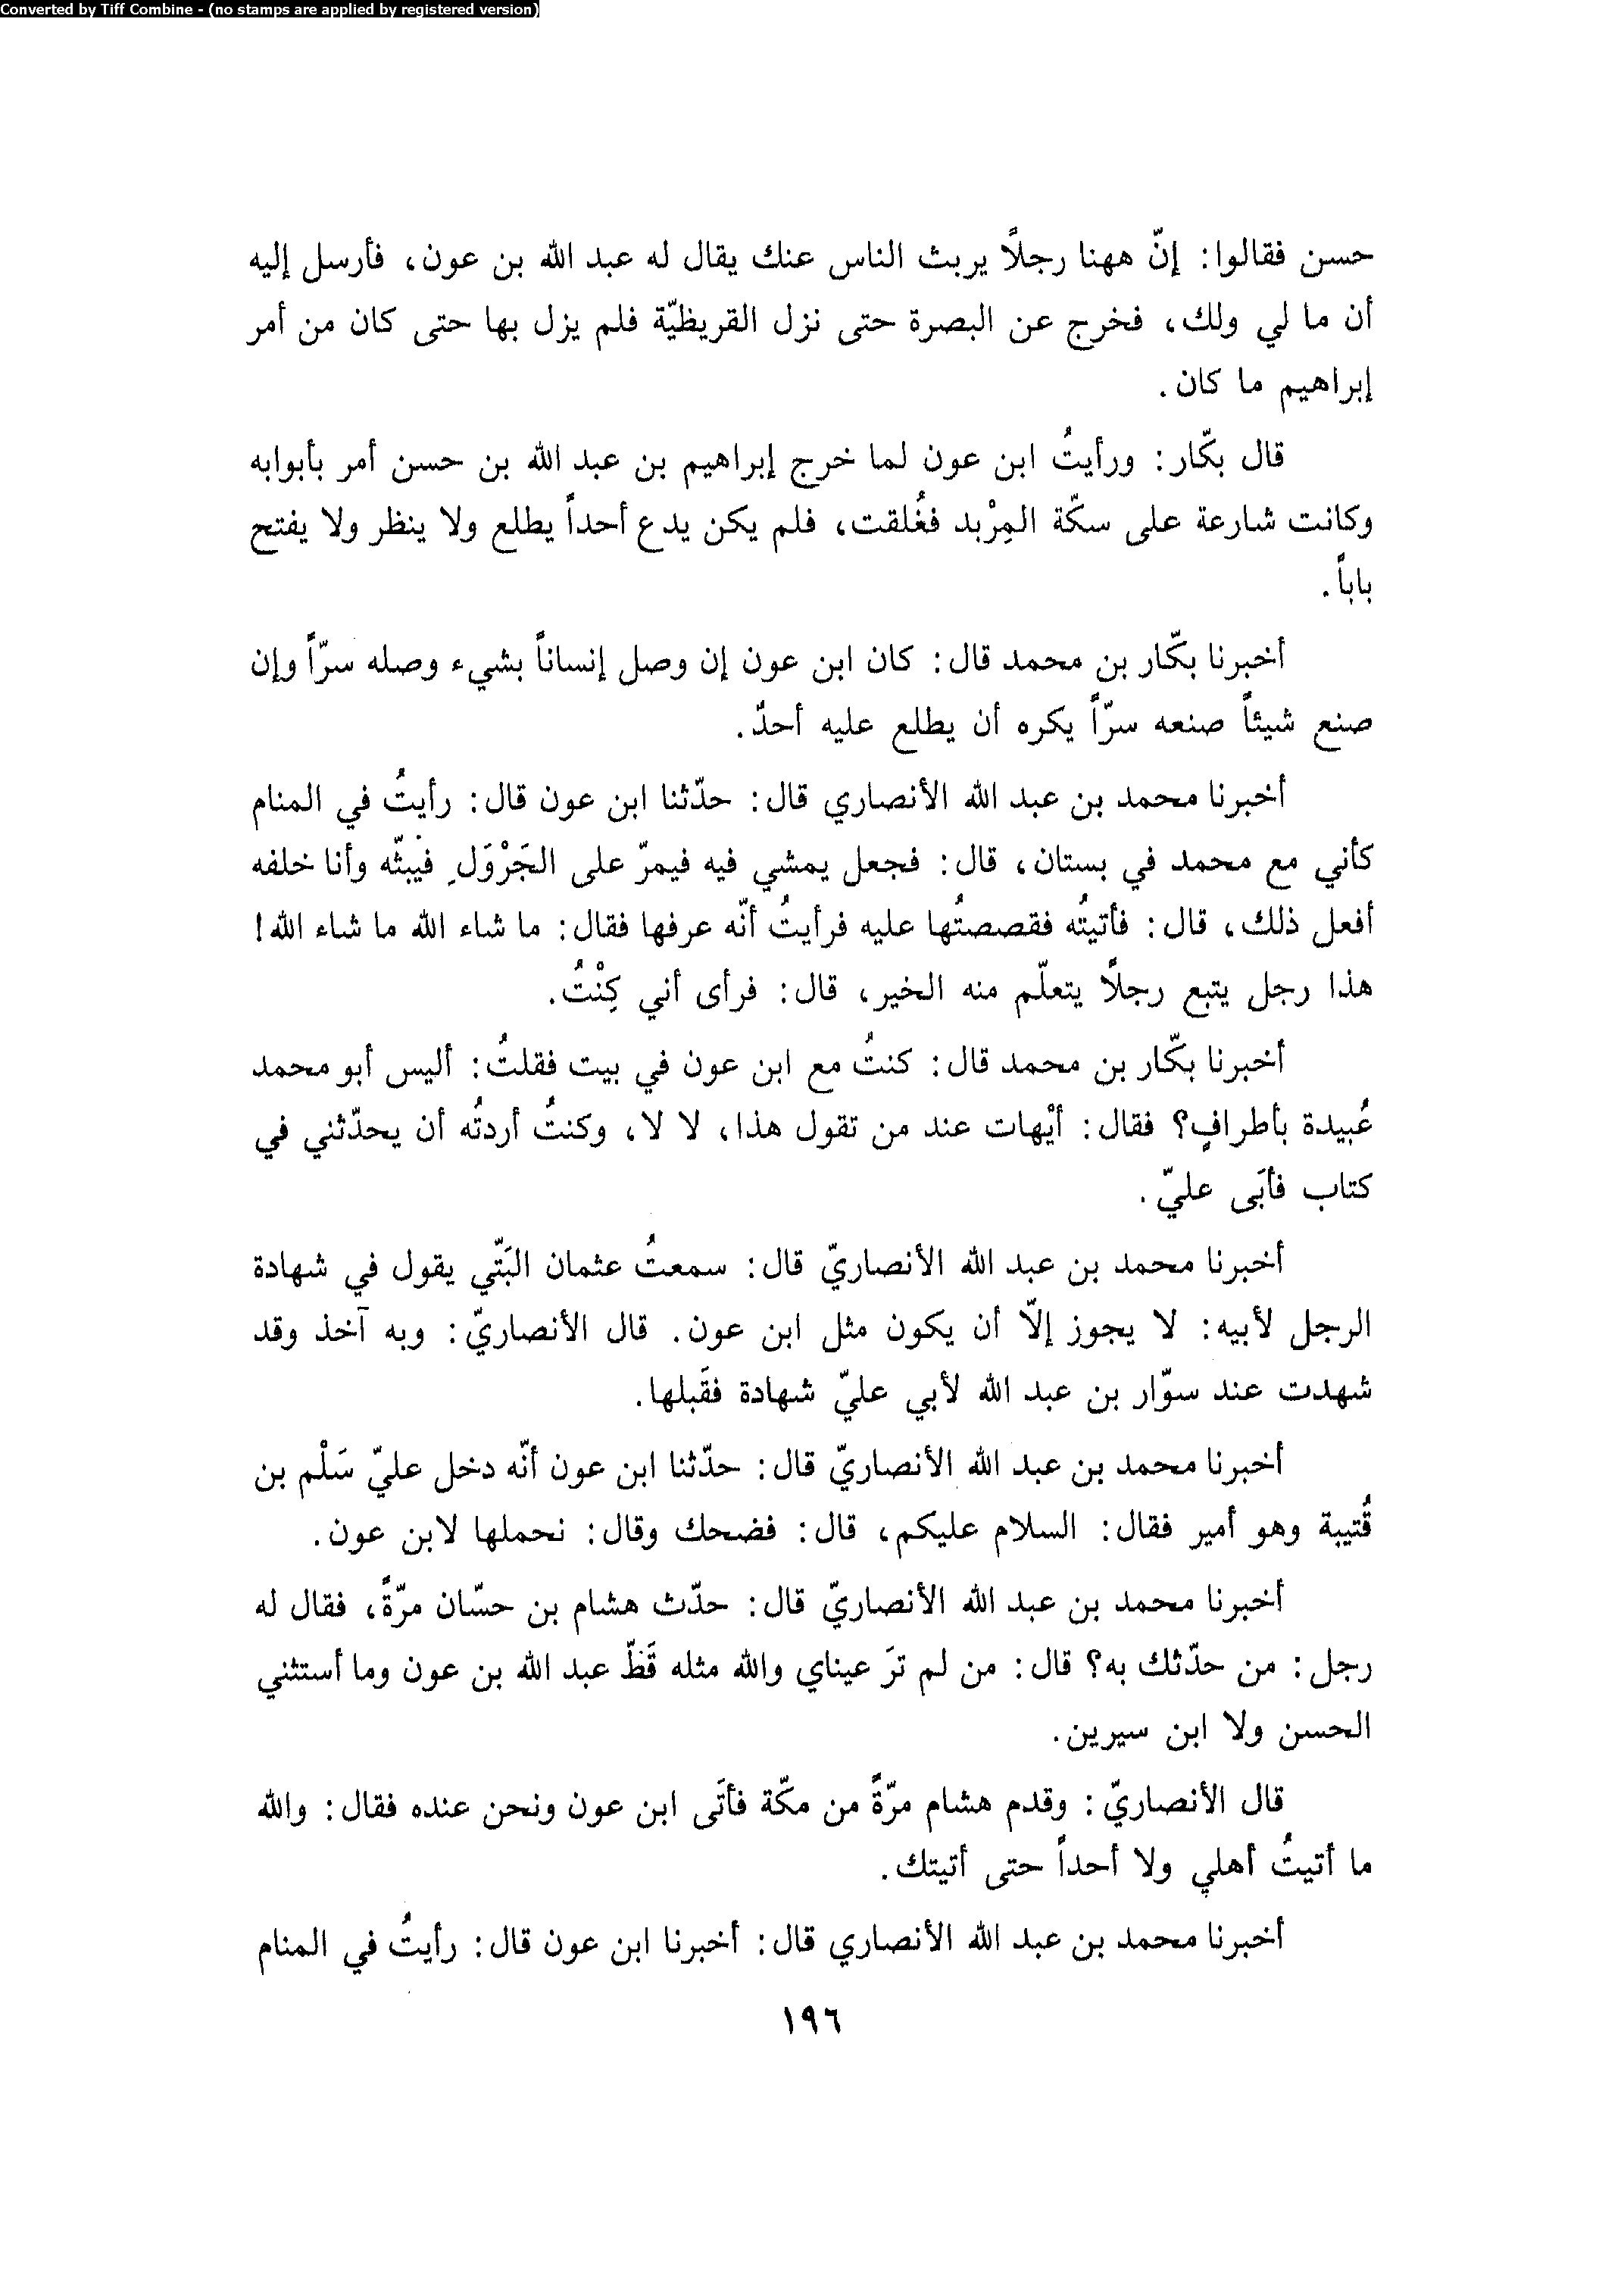 Converted by Tiff Combine - (no stamps are applied by registered version)
حسن فقالوا: إنّ ههنا رجلاً يربث الناس عنك يقال له عبد الله بن عون، فأرسل إليه
أن ما لي ولك، فخرج عن البصرة حتى نزل القريظيّة فلم يزل بها حتى كان من أمر
إبراهيم ما كان.
قال بكّار: ورأيتُ ابن عون لما خرج إبراهيم بن عبد الله بن حسن أمر بأبوابه
وكانت شارعة على سكّة المِرْبد فغُلقت، فلم يكن يدع أحداً يطلع ولا ينظر ولا يفتح
باباً.
أخبرنا بكّار بن محمد قال: كان ابن عون إن وصل إنساناً بشيء وصله سرّاً وإن
صنع شيئاً صنعه سرّاً يكره أن يطلع عليه أحدٌ.
أخبرنا محمد بن عبد الله الأنصاري قال: حدّثنا ابن عون قال: رأيتُ في المنام
كأني مع محمد في بستان، قال: فجعل يمشي فيه فيمرّ على الجَرْوَلِ فيبثّه وأنا خلفه
أفعل ذلك، قال: فأتيتُه فقصصتُها عليه فرأيتُ أنّه عرفها فقال: ما شاء الله ما شاء الله!
هذا رجل يتبع رجلاً يتعلّم منه الخير، قال: فرأى أني كِنْتُ.
أخبرنا بكّار بن محمد قال: كنتُ مع ابن عون في بيت فقلتُ: أليس أبو محمد
عُبيدة بأطرافٍ؟ فقال: أيْهات عند من تقول هذا، لا لا، وكنتُ أردتُه أن يحدّثني في
كتاب فأبَى عليّ.
أخبرنا محمد بن عبد الله الأنصاريّ قال: سمعتُ عثمان البَتّي يقول في شهادة
الرجل لأبيه: لا يجوز إلّا أن يكون مثل ابن عون. قال الأنصاريّ: وبه آخذ وقد
شهدت عند سوّار بن عبد الله لأبي عليّ شهادة فقَبلها.
أخبرنا محمد بن عبد الله الأنصاريّ قال: حدّثنا ابن عون أنّه دخل عليّ سَلْم بن
قُتيبة وهو أمير فقال: السلام عليكم، قال: فضحك وقال: نحملها لابن عون.
أخبرنا محمد بن عبد الله الأنصاريّ قال: حدّث هشام بن حسّان مرّةً، فقال له
رجل: من حدّثك به؟ قال: من لم ترَ عيناي والله مثله قَظّ عبد الله بن عون وما أستثني
الحسن ولا ابن سيرين.
قال الأنصاريّ: وقدم هشام مرّةً من مكّة فأتَى ابن عون ونحن عنده فقال: والله
ما أتيتُ أهلي ولا أحداً حتى أتيتك.
أخبرنا محمد بن عبد الله الأنصاري قال: أخبرنا ابن عون قال: رأيتُ في المنام
١٩٦